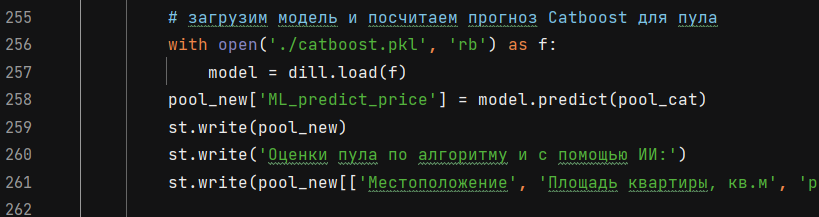 255 # загрузим модель и посчитаем прогноз Catboost для пула
256 with open('./catboost.pkl', 'rb') as f:
257 model = dill.load(f)
258 pool_new['ML_predict_price'] = model.predict(pool_cat)
259 st.write(pool_new)
260 st.write('Оценки пула по алгоритму и с помощью ИИ:')
261 st.write(pool_new[['Местоположение', 'Площадь квартиры, кв.м', 'p
262